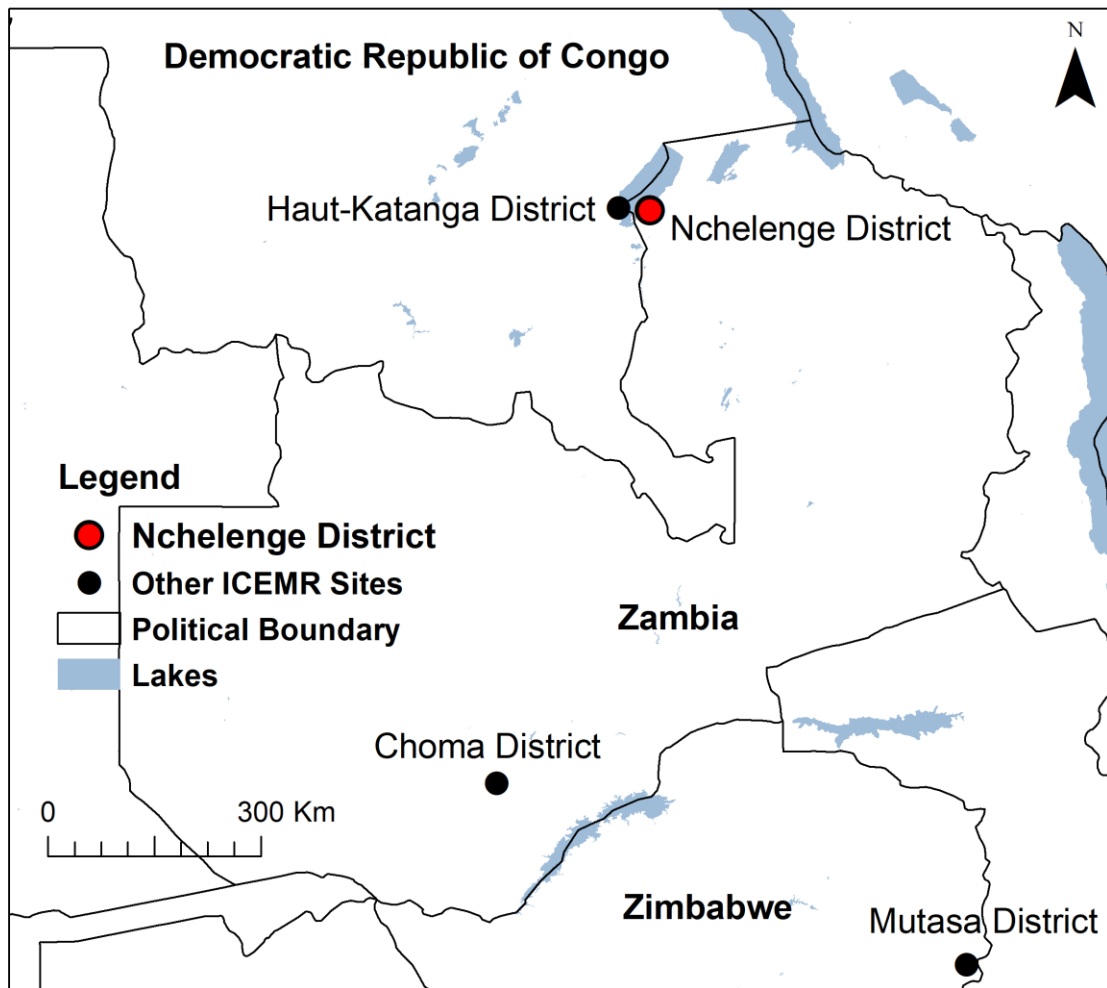 Democratic Republic of Congo
N
Haut-Katanga District
Nchelenge District
Legend
Nchelenge District
Other ICEMR Sites
Political Boundary
Lakes
Zambia
Choma District
0 300 Km
Zimbabwe
Mutasa District